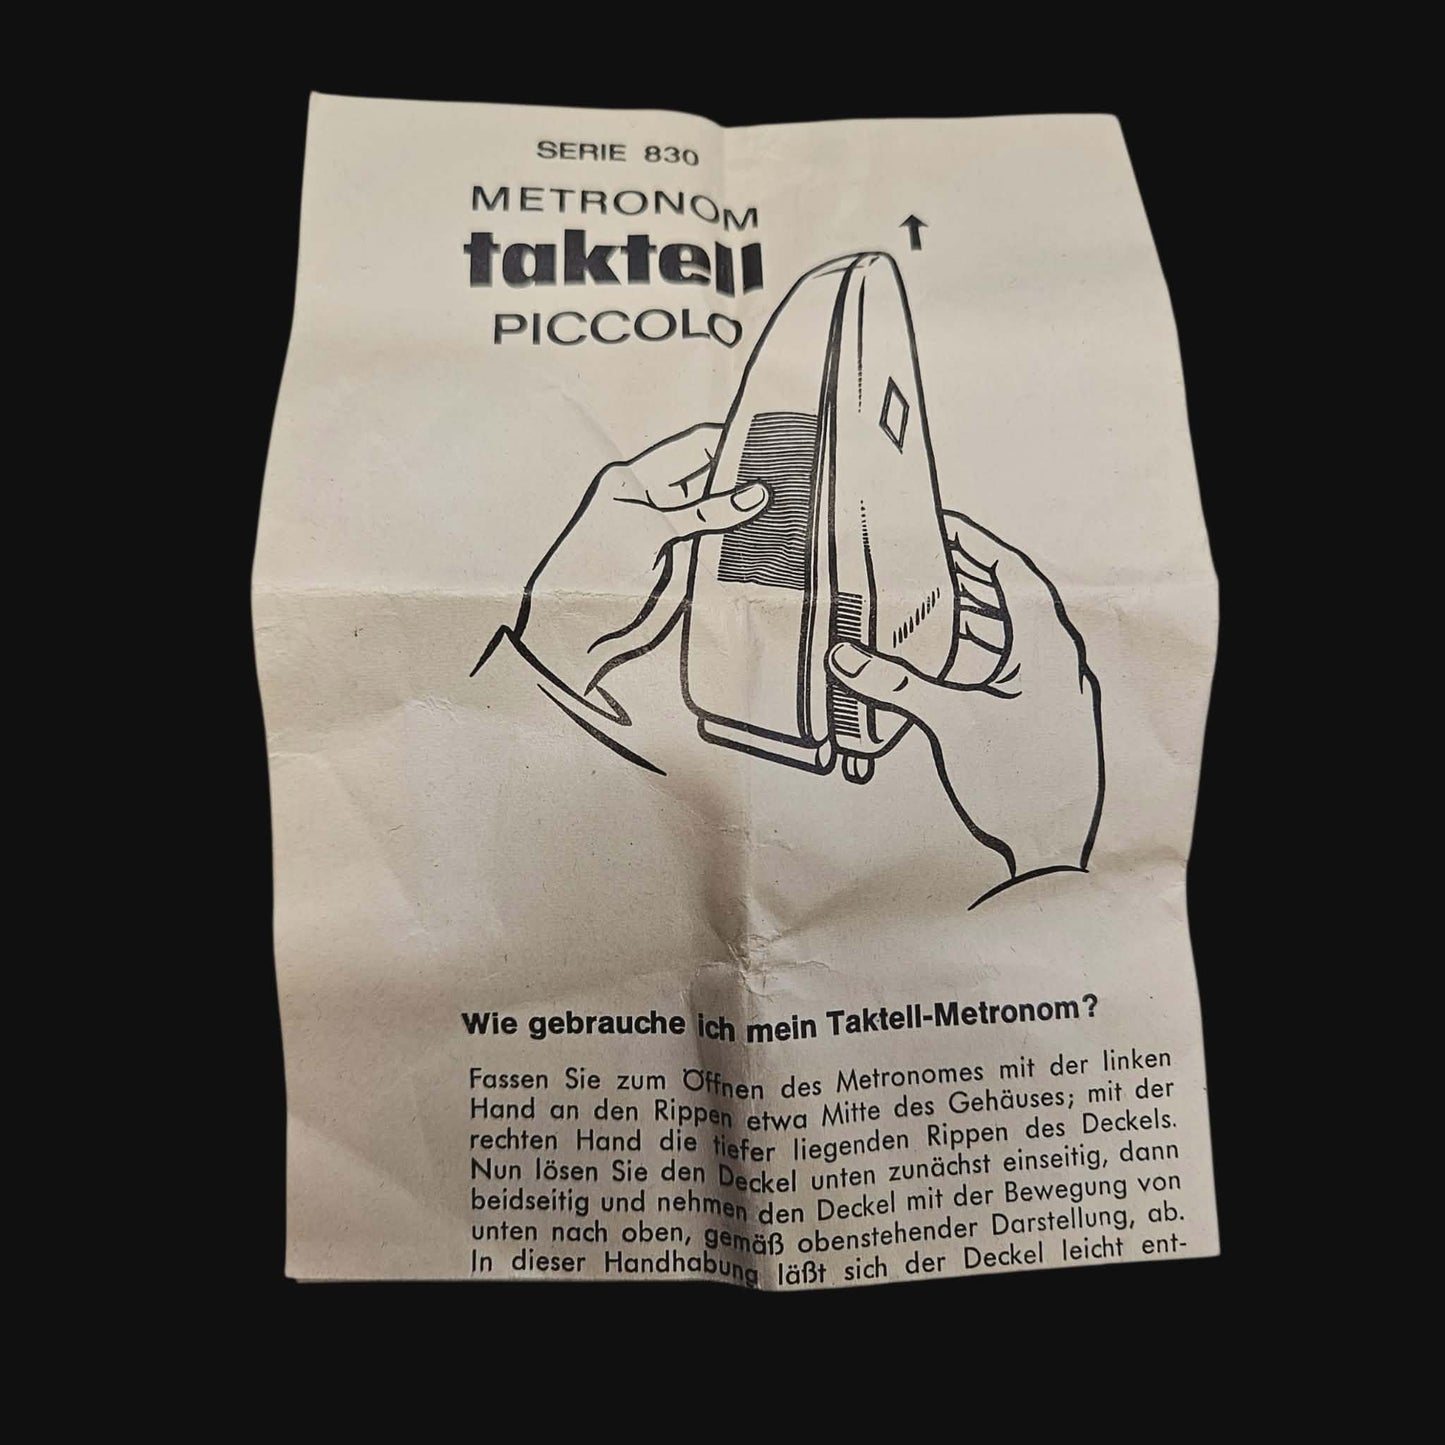 SERIE 830
METRONOM
taktell
PICCOLO
Wie gebrauche ich mein Taktell-Metronom?
Fassen Sie zum Öffnen des Metronomes mit der linken
Hand an den Rippen etwa Mitte des Gehäuses; mit der
rechten Hand die tiefer liegenden Rippen des Deckels.
Nun lösen Sie den Deckel unten zunächst einseitig, dann
beidseitig und nehmen den Deckel mit der Bewegung von
unten nach oben, gemäß obenstehender Darstellung, ab.
In dieser Handhabung läßt sich der Deckel leicht ent-